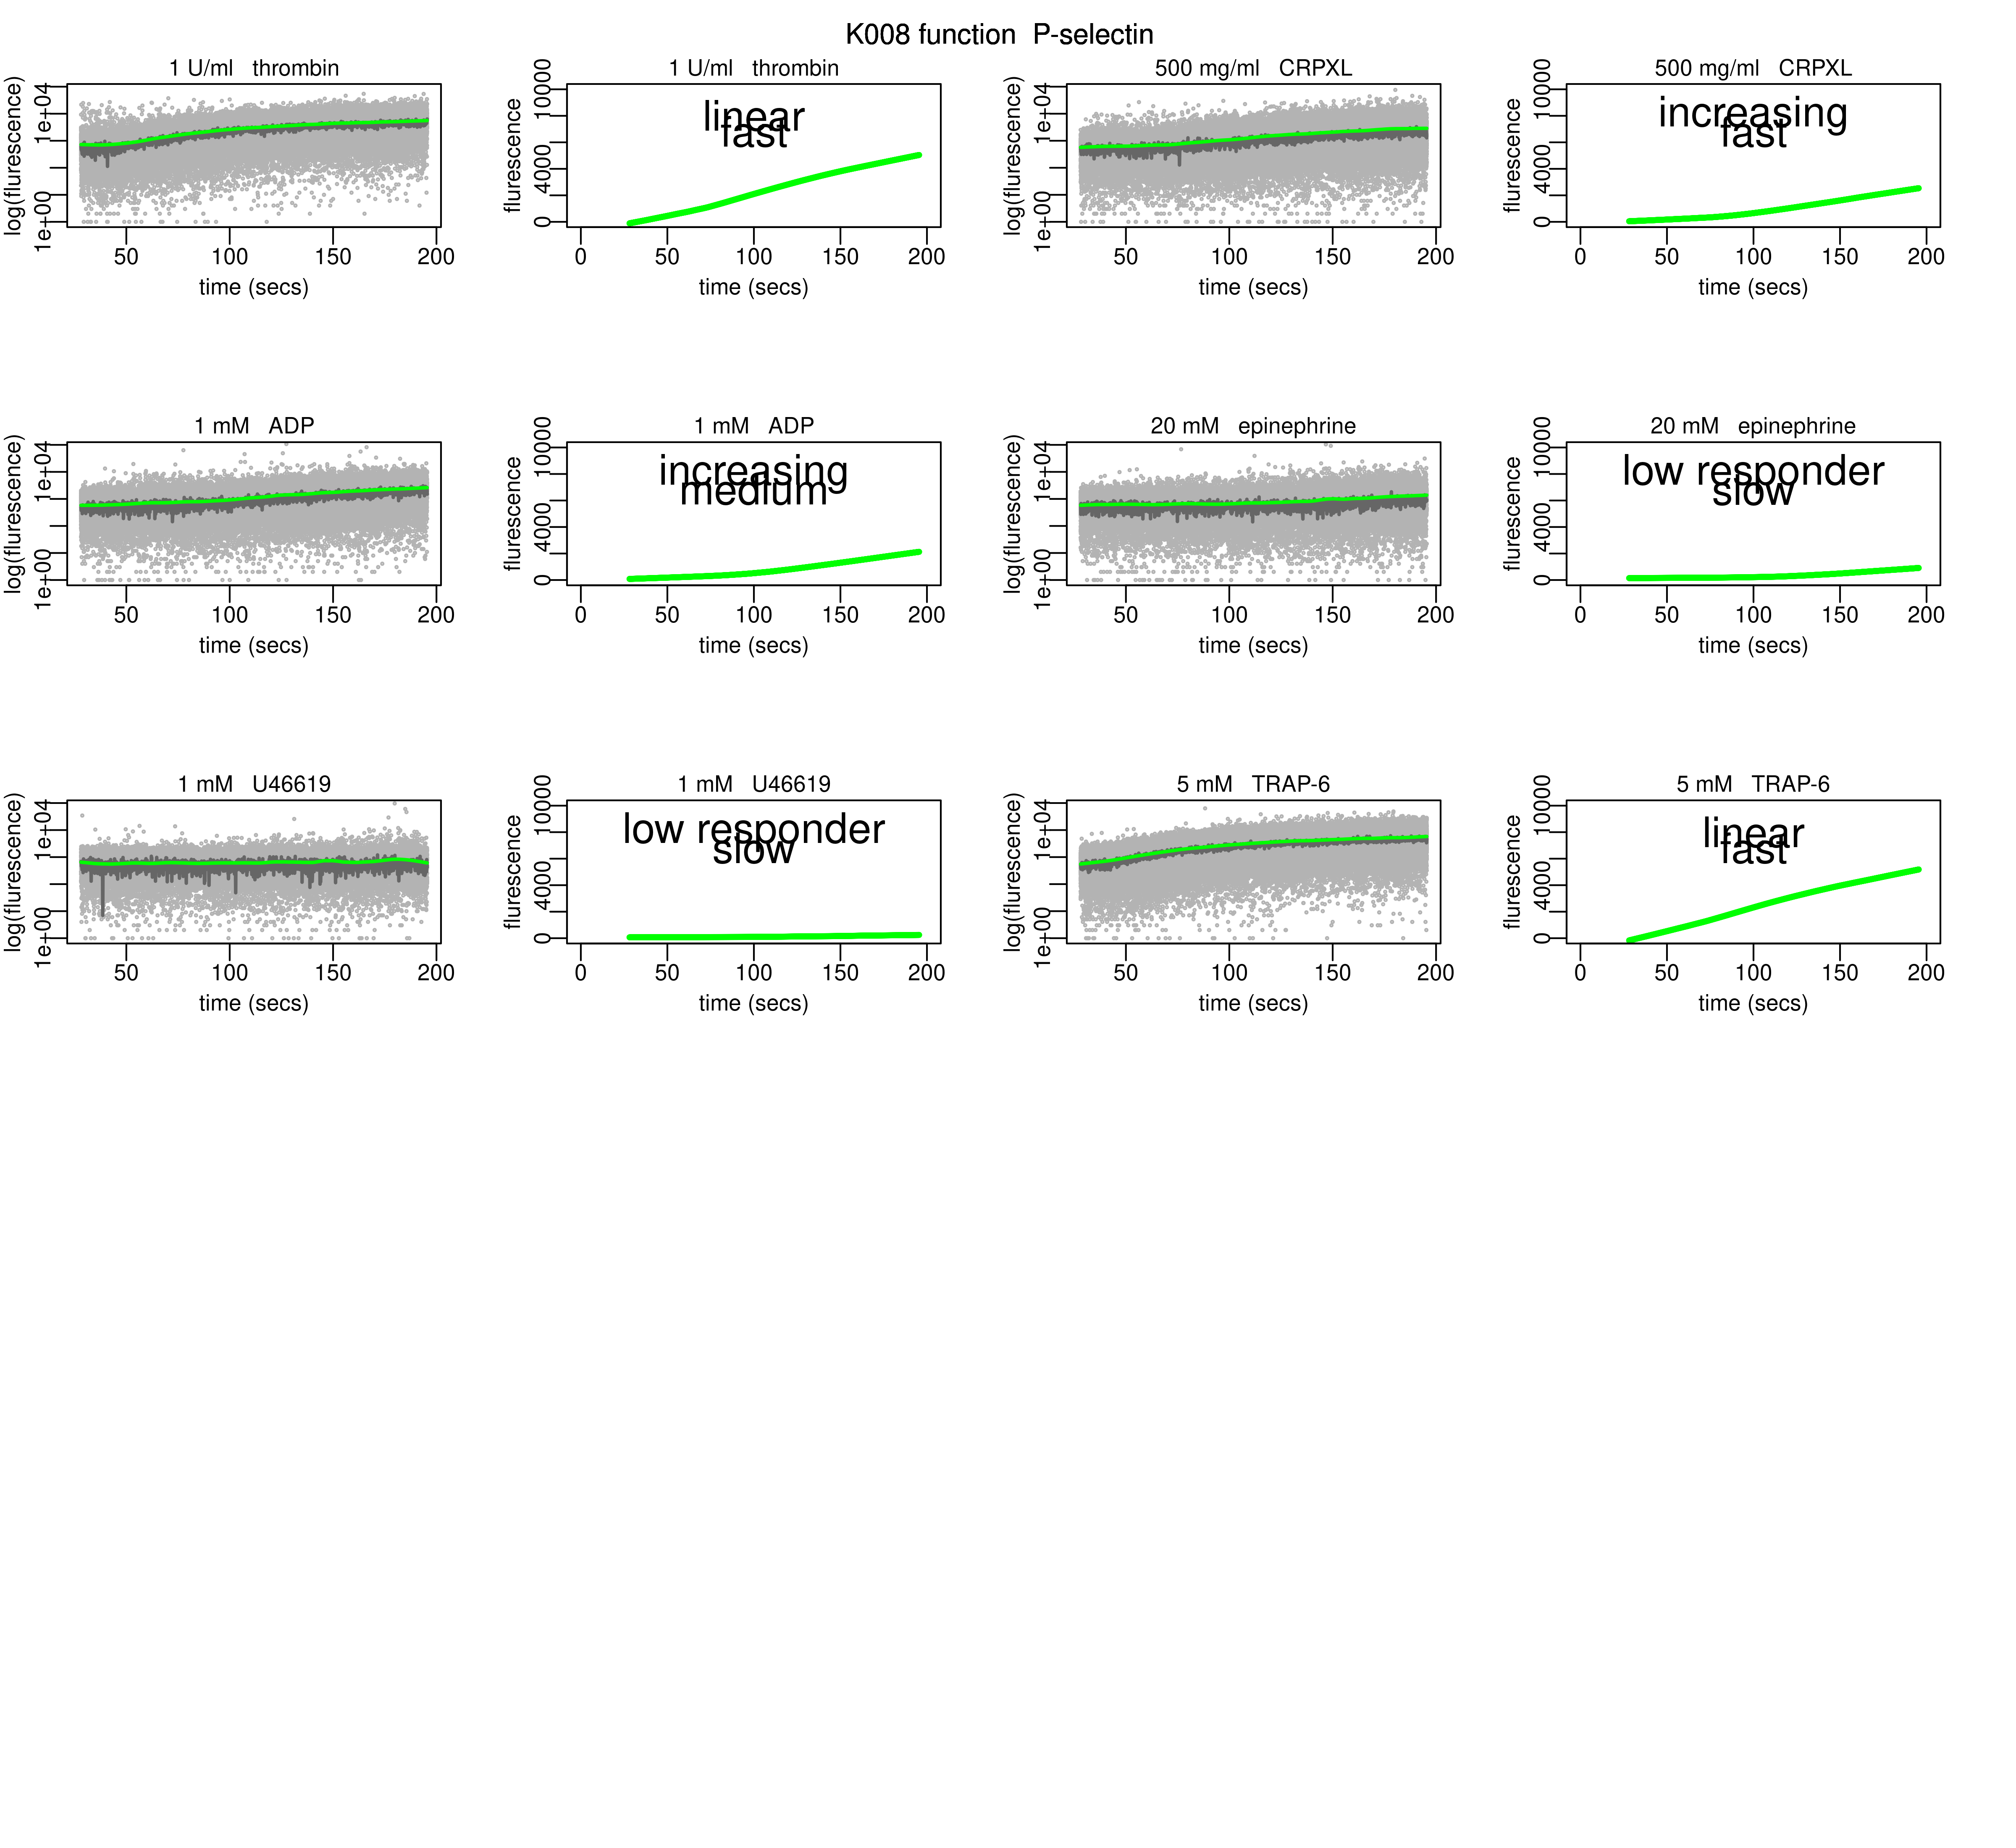 K008 function  P-selectin
1 U/ml   thrombin
log(flurescence)
1e+00
1e+04
50 100 150 200
time (secs)
1 U/ml   thrombin
flurescence
0 4000 10000
linear
fast
0 50 100 150 200
time (secs)
500 mg/ml   CRPXL
log(flurescence)
1e+00
1e+04
50 100 150 200
time (secs)
500 mg/ml   CRPXL
flurescence
0 4000 10000
increasing
fast
0 50 100 150 200
time (secs)
1 mM   ADP
log(flurescence)
1e+00
1e+04
50 100 150 200
time (secs)
1 mM   ADP
flurescence
0 4000 10000
increasing
medium
0 50 100 150 200
time (secs)
20 mM   epinephrine
log(flurescence)
1e+00
1e+04
50 100 150 200
time (secs)
20 mM   epinephrine
flurescence
0 4000 10000
low responder
slow
0 50 100 150 200
time (secs)
1 mM   U46619
log(flurescence)
1e+00
1e+04
50 100 150 200
time (secs)
1 mM   U46619
flurescence
0 4000 10000
low responder
slow
0 50 100 150 200
time (secs)
5 mM   TRAP-6
log(flurescence)
1e+00
1e+04
50 100 150 200
time (secs)
5 mM   TRAP-6
flurescence
0 4000 10000
linear
fast
0 50 100 150 200
time (secs)